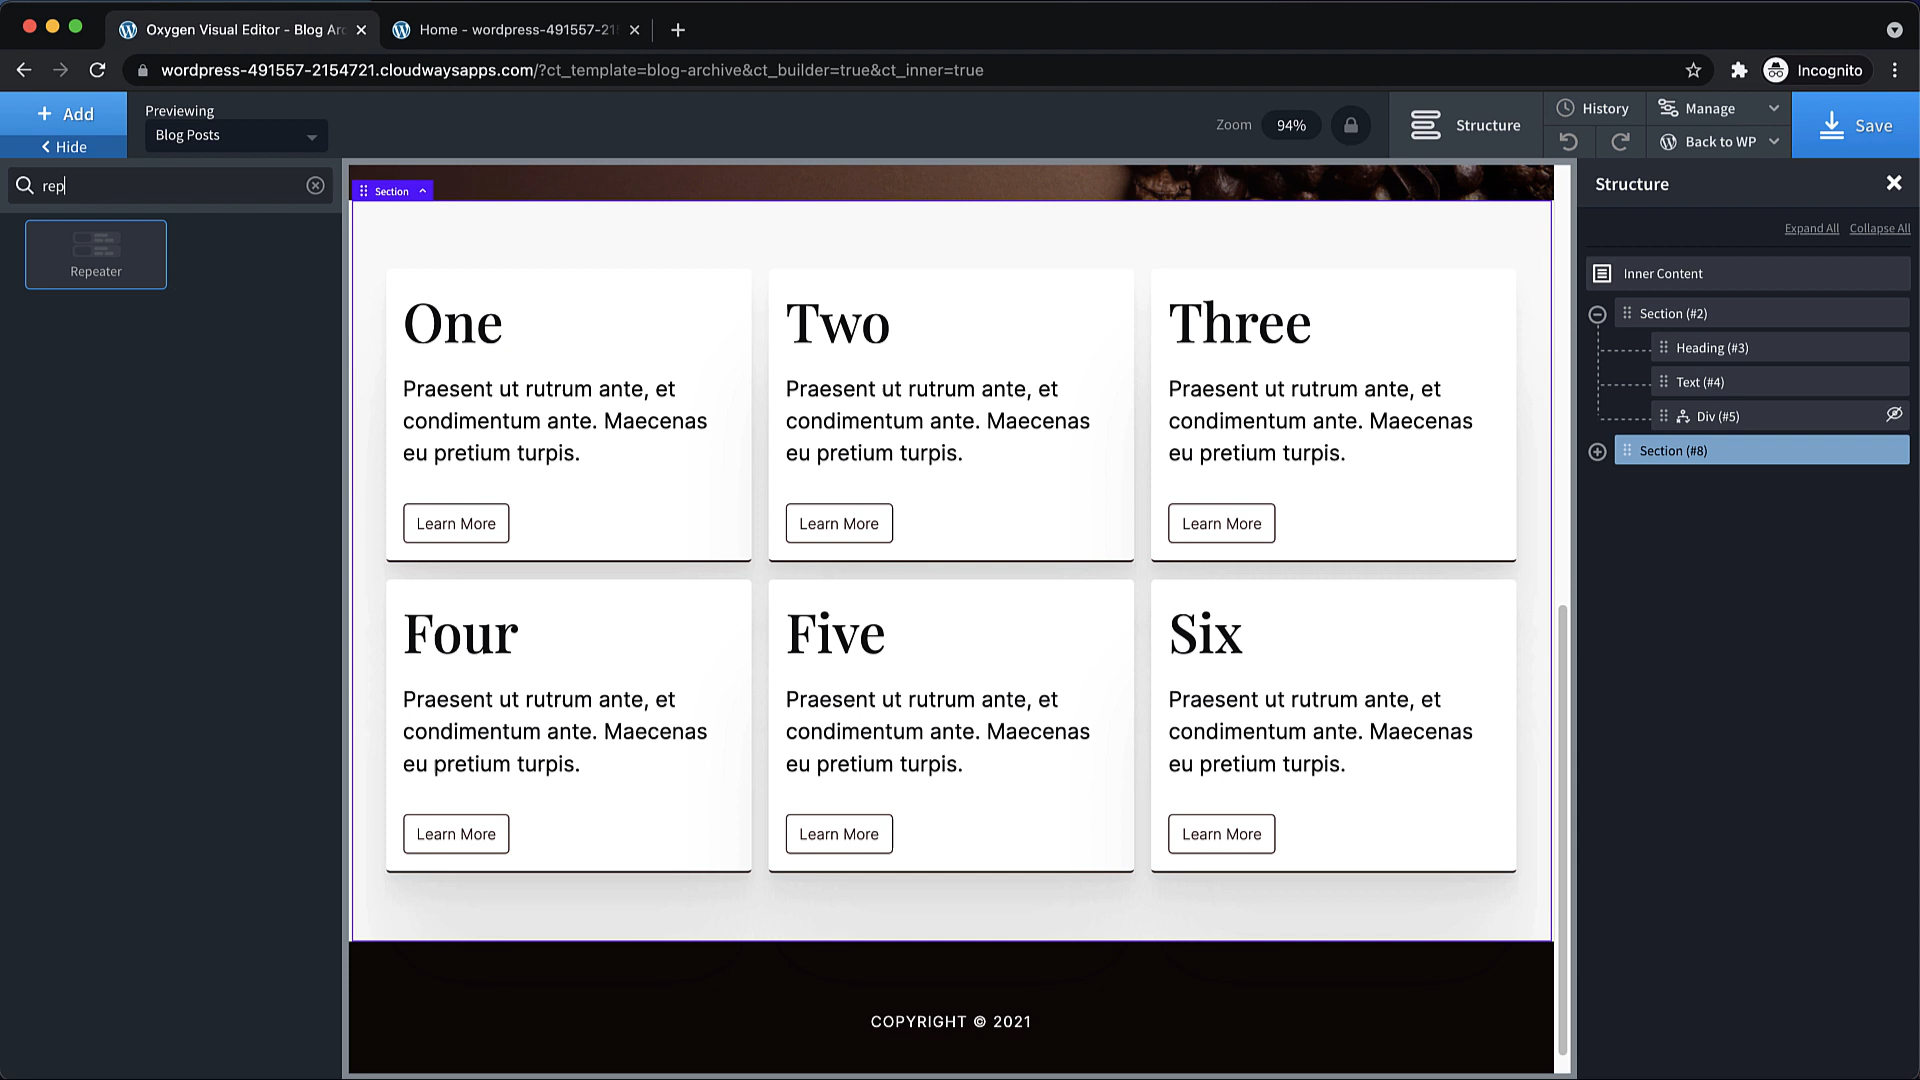 Oxygen Visual Editor - Blog Arc
Home - wordpress-491557-21
wordpress-491557-2154721.cloudwaysapps.com/?ct_template=blog-archive&ct_builder=true&ct_inner=true
Incognito
+ Add
Hide
Previewing
Blog Posts
Zoom
94%
Structure
History
Manage
Back to WP
Save
rep
Repeater
Section
One
Praesent ut rutrum ante, et
condimentum ante. Maecenas
eu pretium turpis.
Learn More
Two
Praesent ut rutrum ante, et
condimentum ante. Maecenas
eu pretium turpis.
Learn More
Three
Praesent ut rutrum ante, et
condimentum ante. Maecenas
eu pretium turpis.
Learn More
Four
Praesent ut rutrum ante, et
condimentum ante. Maecenas
eu pretium turpis.
Learn More
Five
Praesent ut rutrum ante, et
condimentum ante. Maecenas
eu pretium turpis.
Learn More
Six
Praesent ut rutrum ante, et
condimentum ante. Maecenas
eu pretium turpis.
Learn More
COPYRIGHT © 2021
Structure
Expand All Collapse All
Inner Content
Section (#2)
Heading (#3)
Text (#4)
Div (#5)
Section (#8)